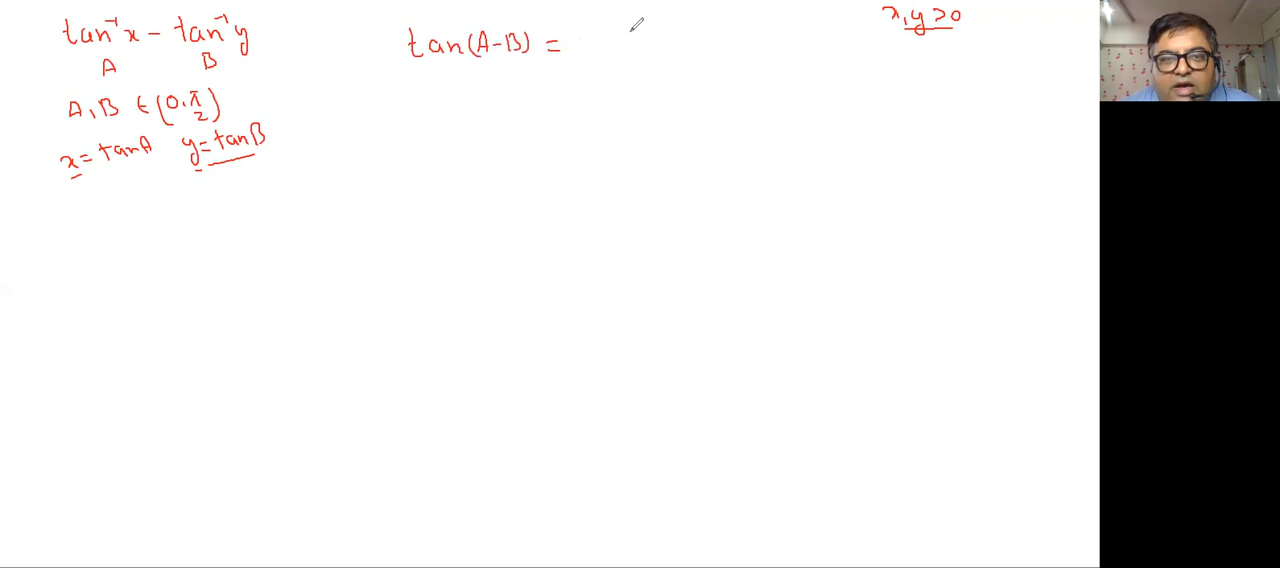 tan⁻¹x − tan⁻¹y
A B
A, B ∈ (0, π/2)
x = tanA y = tanB
tan(A−B) =
x, y > 0